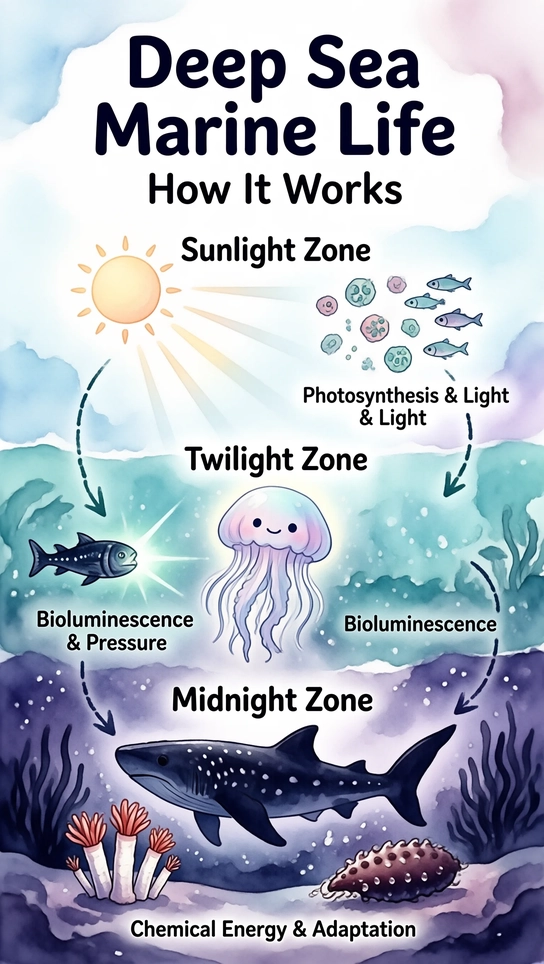 Deep Sea
Marine Life
How It Works
Sunlight Zone
Photosynthesis & Light
& Light
Twilight Zone
Bioluminescence
& Pressure
Bioluminescence
Midnight Zone
Chemical Energy & Adaptation